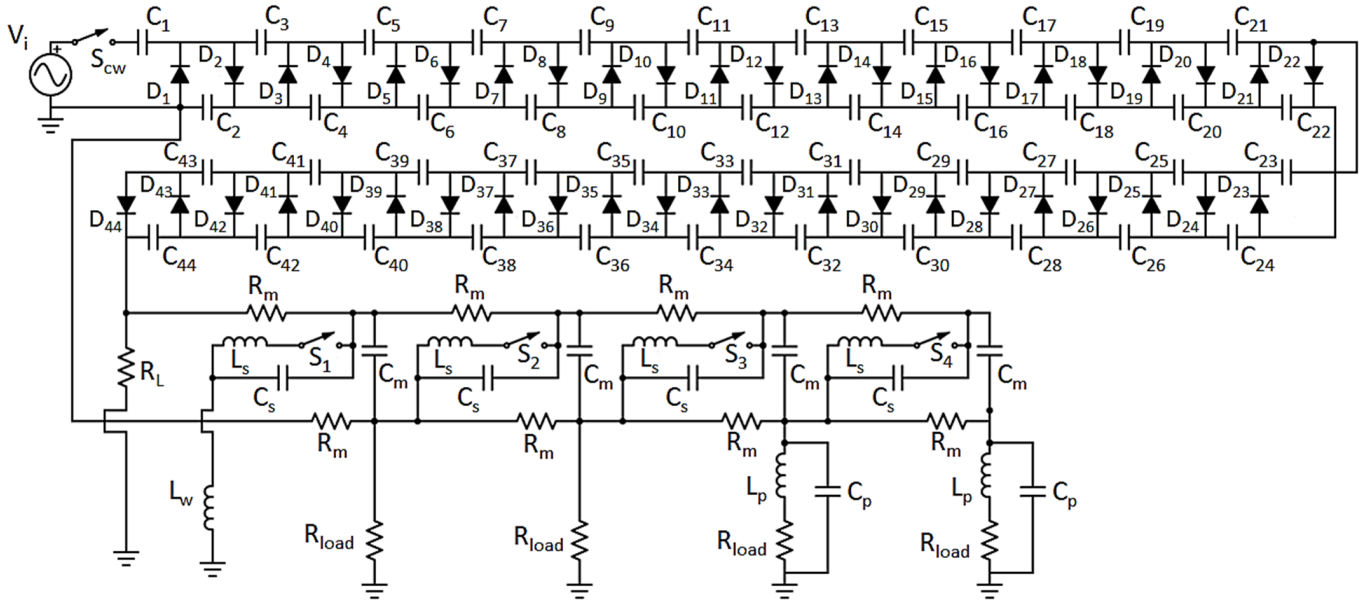 C1 C3 C5 C7 C9 C11 C13 C15 C17 C19 C21
Vi + Scw
D2 D4 D6 D8 D10 D12 D14 D16 D18 D20 D22
D1 D3 D5 D7 D9 D11 D13 D15 D17 D19 D21
C2 C4 C6 C8 C10 C12 C14 C16 C18 C20 C22
C43 C41 C39 C37 C35 C33 C31 C29 C27 C25 C23
D43 D41 D39 D37 D35 D33 D31 D29 D27 D25 D23
D44 D42 D40 D38 D36 D34 D32 D30 D28 D26 D24
C44 C42 C40 C38 C36 C34 C32 C30 C28 C26 C24
Rm Rm Rm Rm
Ls S1 Ls S2 Ls S3 Ls S4
RL Cm Cm Cm Cm
Cs Cs Cs Cs
Rm Rm Rm Rm
Lw Lp Cp Lp Cp
Rload Rload Rload Rload